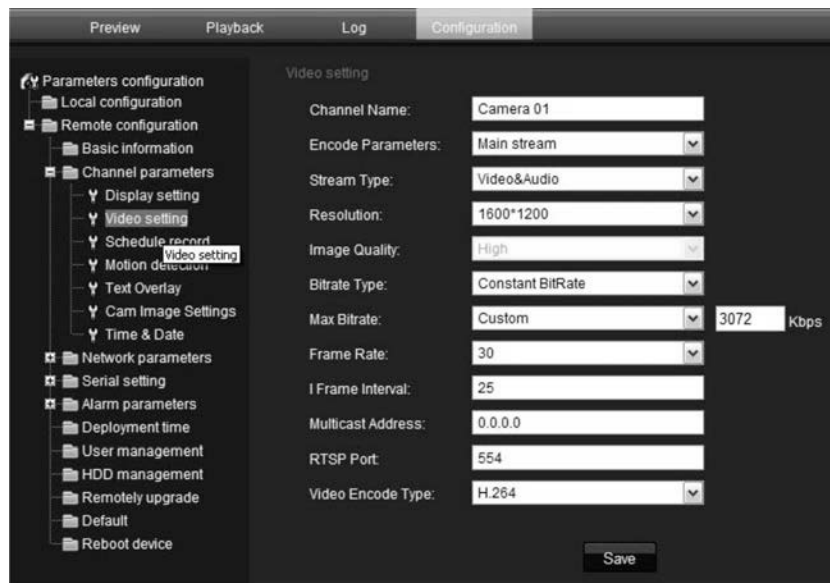 Preview Playback Log Configuration
Parameters configuration
Local configuration
Remote configuration
Basic information
Channel parameters
Display setting
Video setting
Schedule record
Video setting
Motion detection
Text Overlay
Cam Image Settings
Time & Date
Network parameters
Serial setting
Alarm parameters
Deployment time
User management
HDD management
Remotely upgrade
Default
Reboot device
Video setting
Channel Name: Camera 01
Encode Parameters: Main stream
Stream Type: Video&Audio
Resolution: 1600*1200
Image Quality: High
Bitrate Type: Constant BitRate
Max Bitrate: Custom 3072 Kbps
Frame Rate: 30
I Frame Interval: 25
Multicast Address: 0.0.0.0
RTSP Port: 554
Video Encode Type: H.264
Save